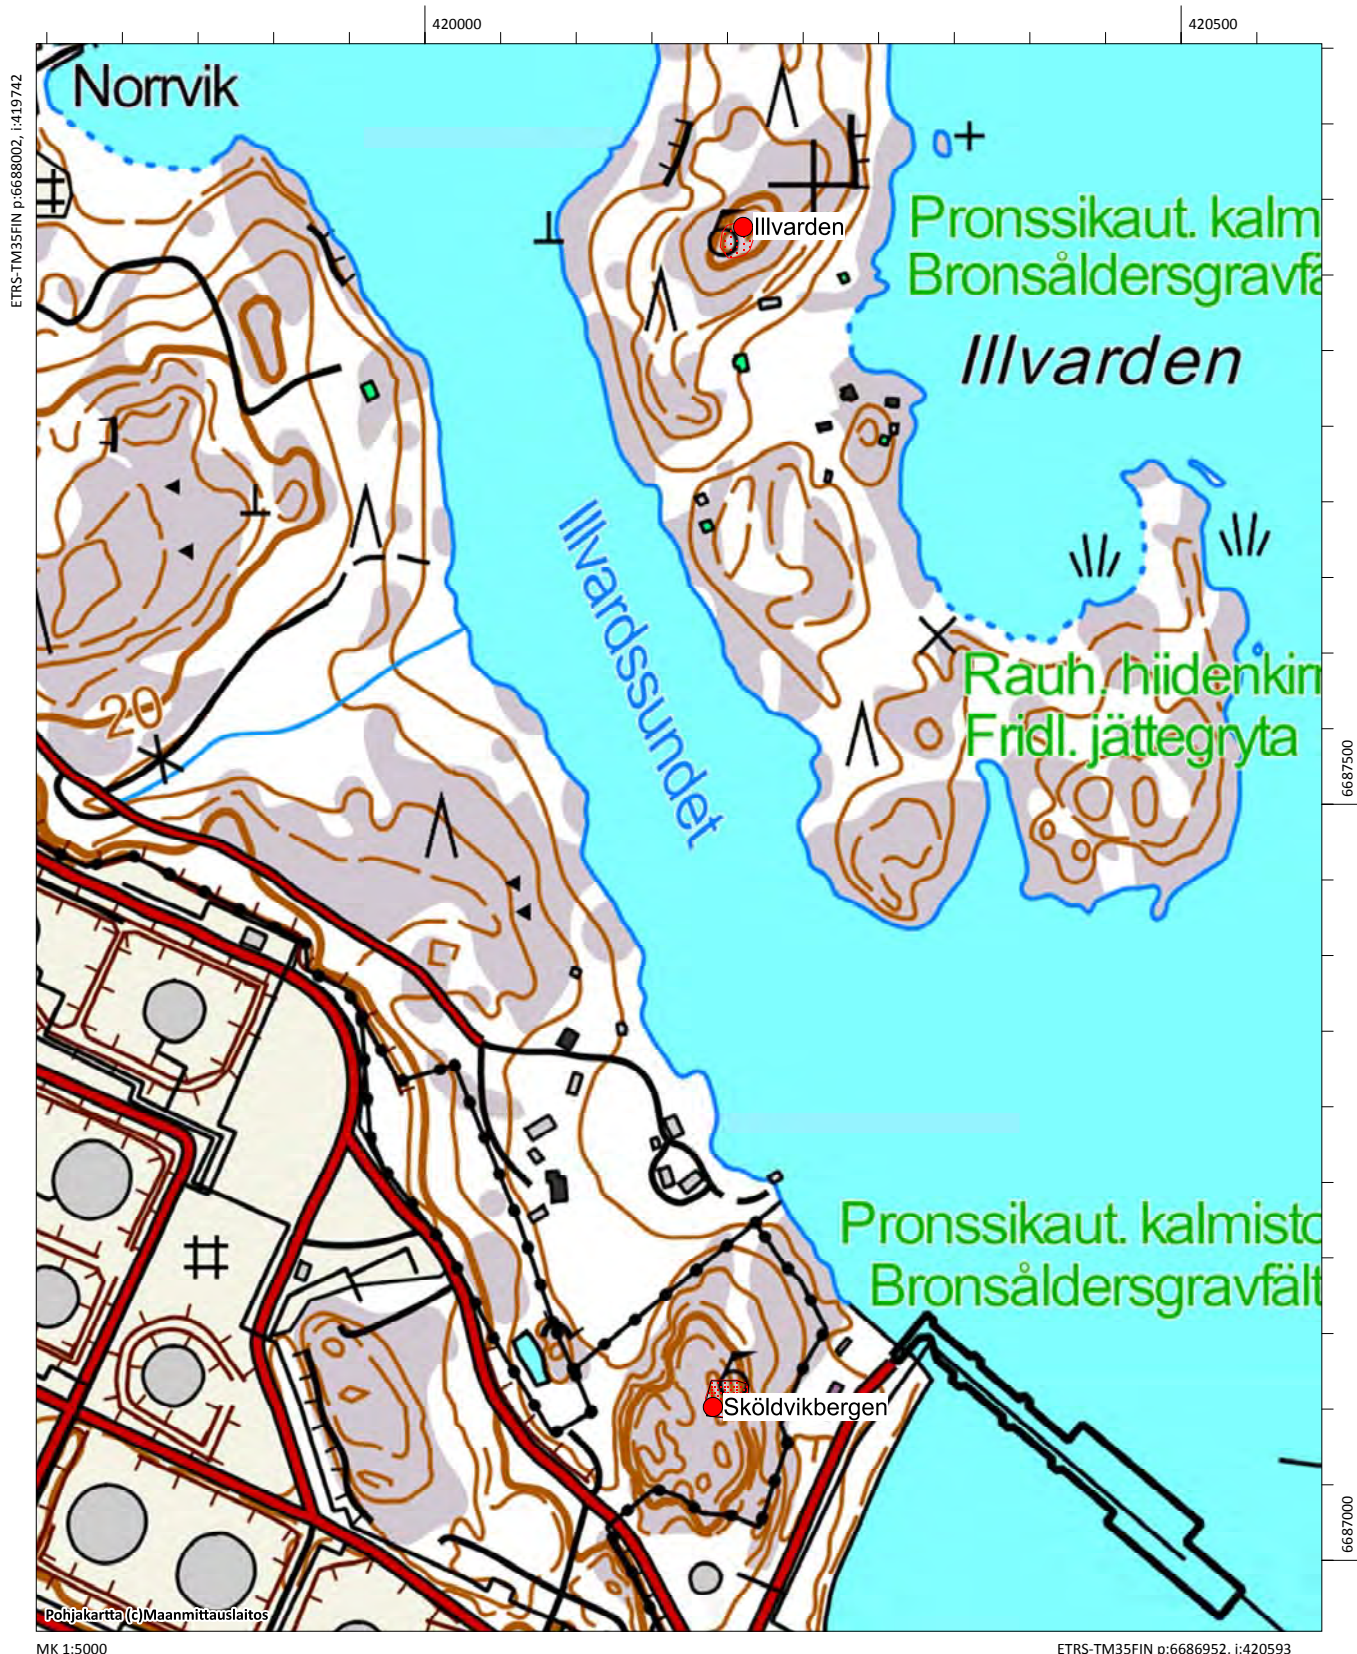 420000
420500
ETRS-TM35FIN p:6688002, i:419742
Norrvik
Illvarden
Pronssikaut. kalm
Bronsåldersgravfä
Illvarden
Illvardssundet
Rauh. hiidenkirn
Fridl. jättegryta
20
6687500
Pronssikaut. kalmisto
Bronsåldersgravfält
Sköldvikbergen
6687000
Pohjakartta (c)Maanmittauslaitos
MK 1:5000
ETRS-TM35FIN p:6686952, i:420593